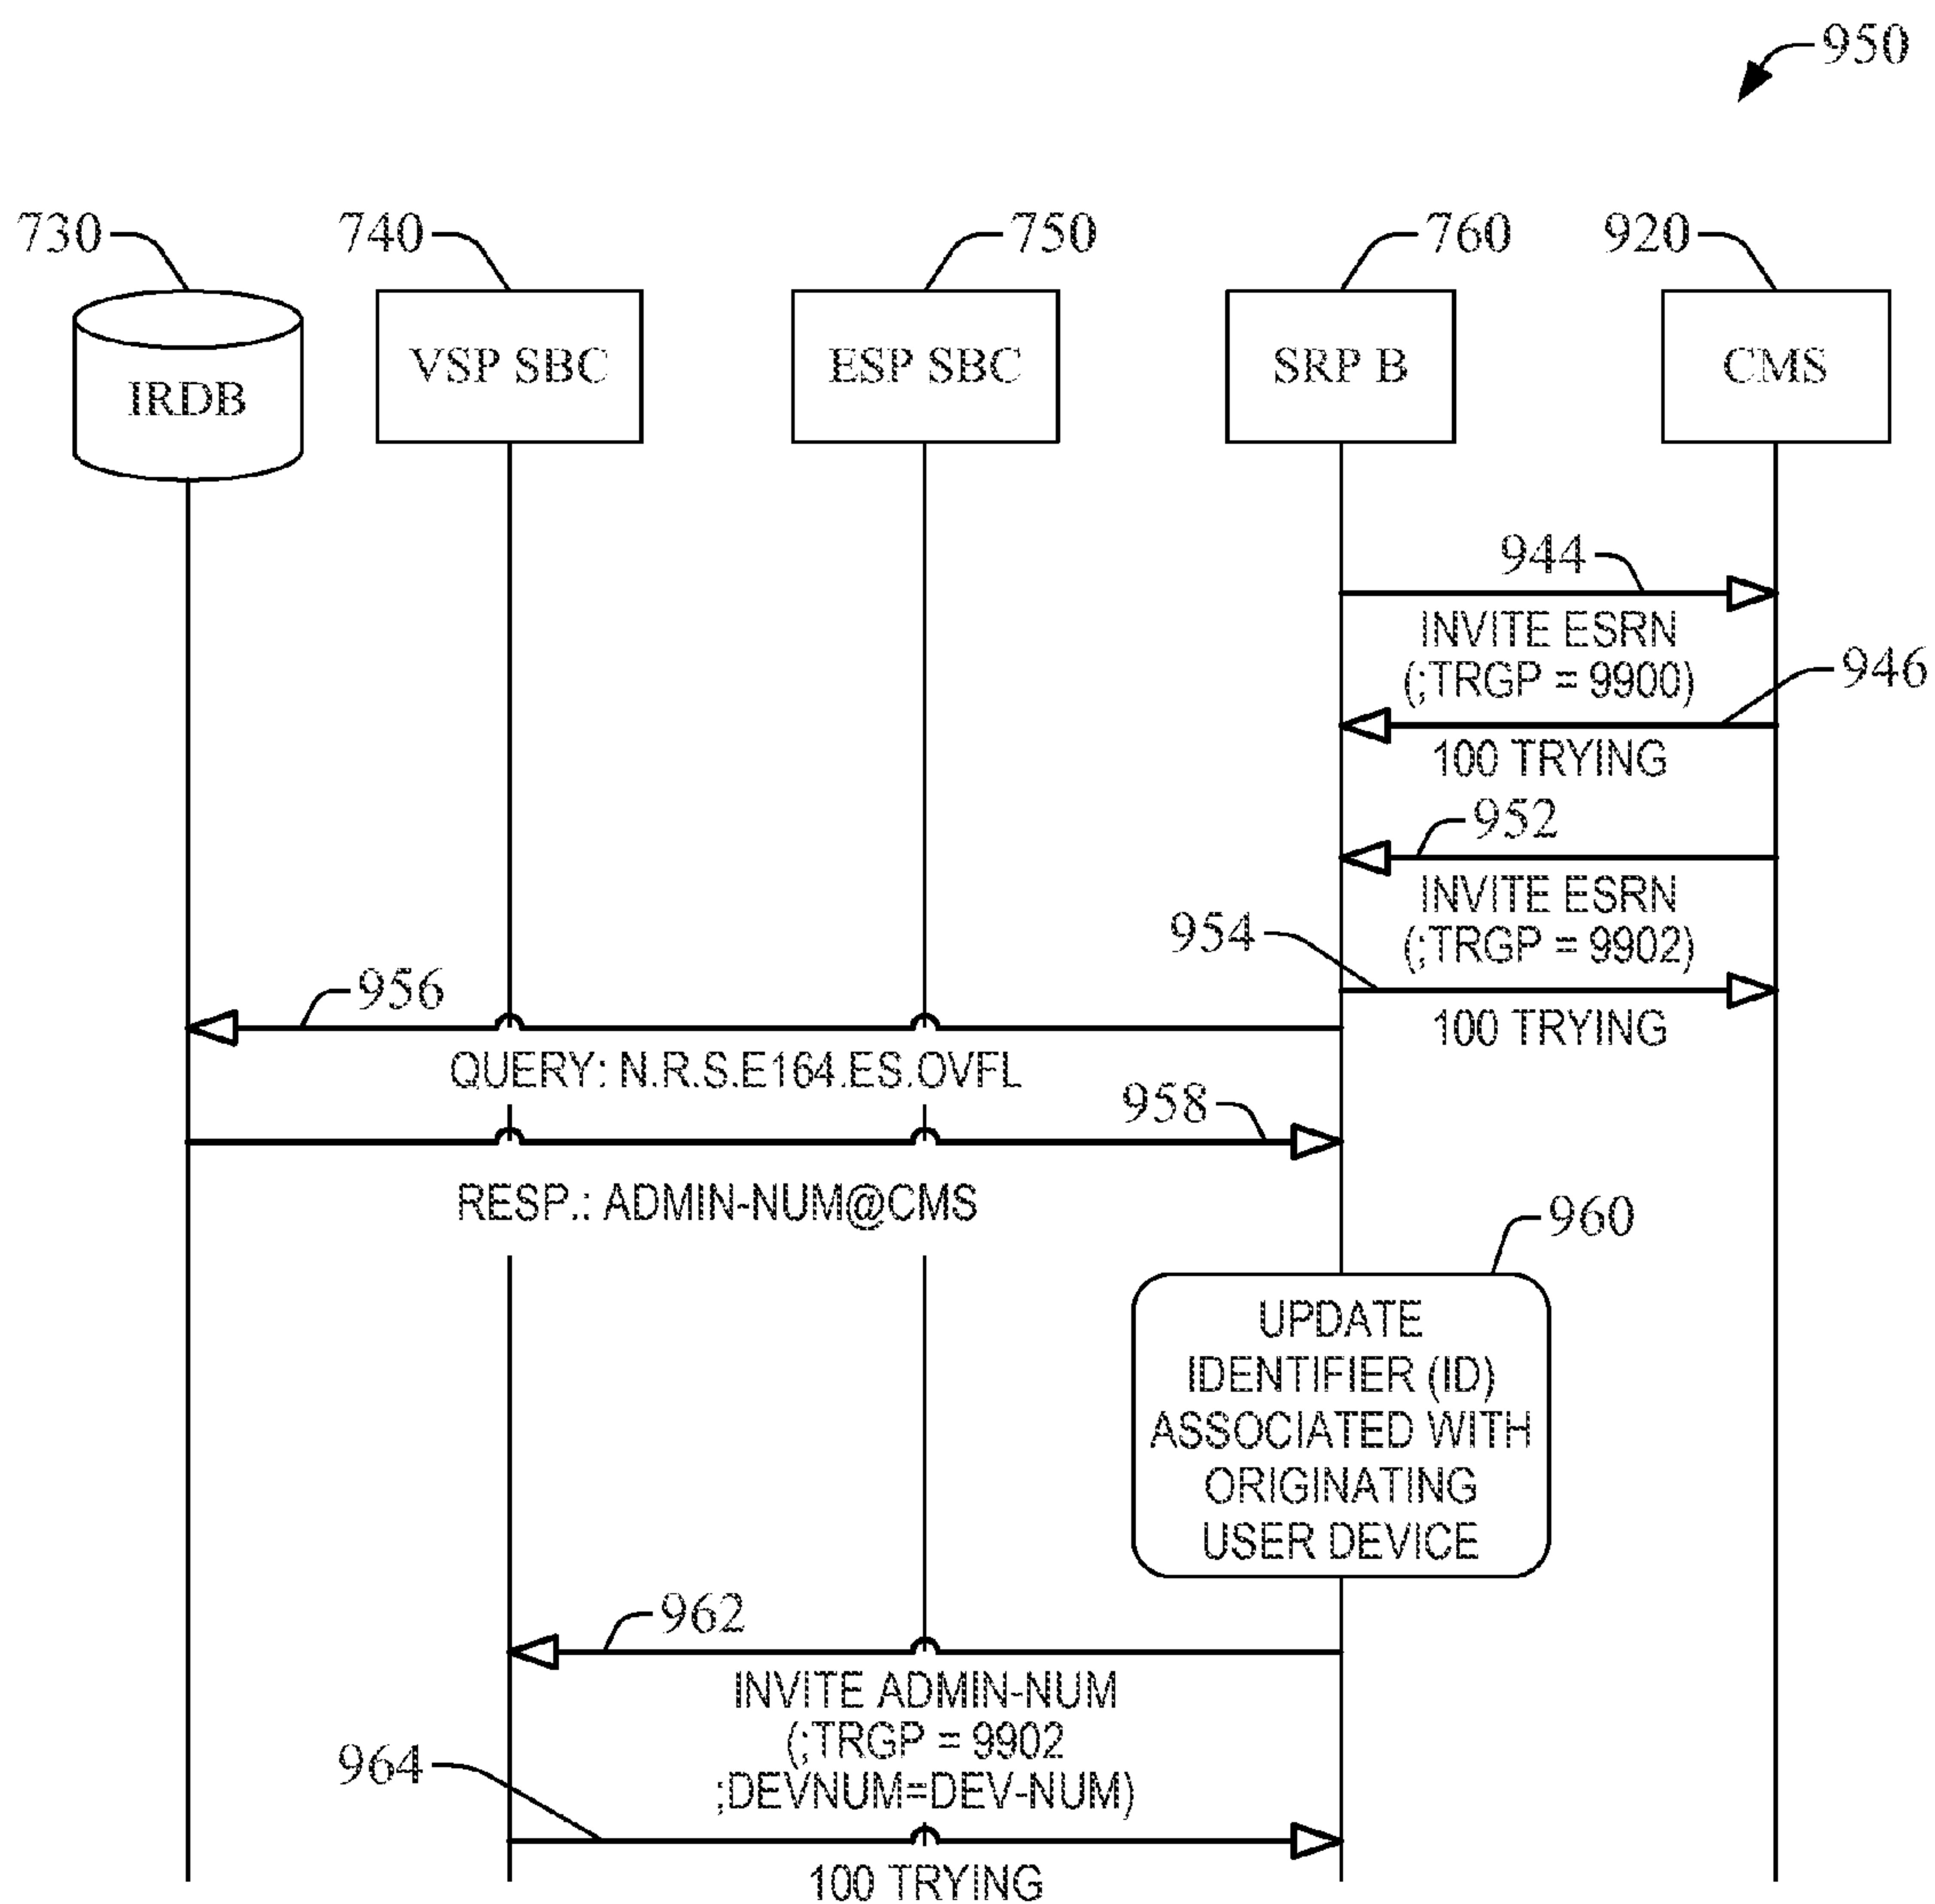 950
730
740
750
760
920
IRDB
VSP SBC
ESP SBC
SRP B
CMS
944
INVITE ESRN
(;TRGP = 9900)
946
100 TRYING
952
INVITE ESRN
(;TRGP = 9902)
954
100 TRYING
956
QUERY: N.R.S.E164.ES.OVFL
958
RESP.: ADMIN-NUM@CMS
960
UPDATE
IDENTIFIER (ID)
ASSOCIATED WITH
ORIGINATING
USER DEVICE
962
INVITE ADMIN-NUM
(;TRGP = 9902
;DEVNUM=DEV-NUM)
964
100 TRYING